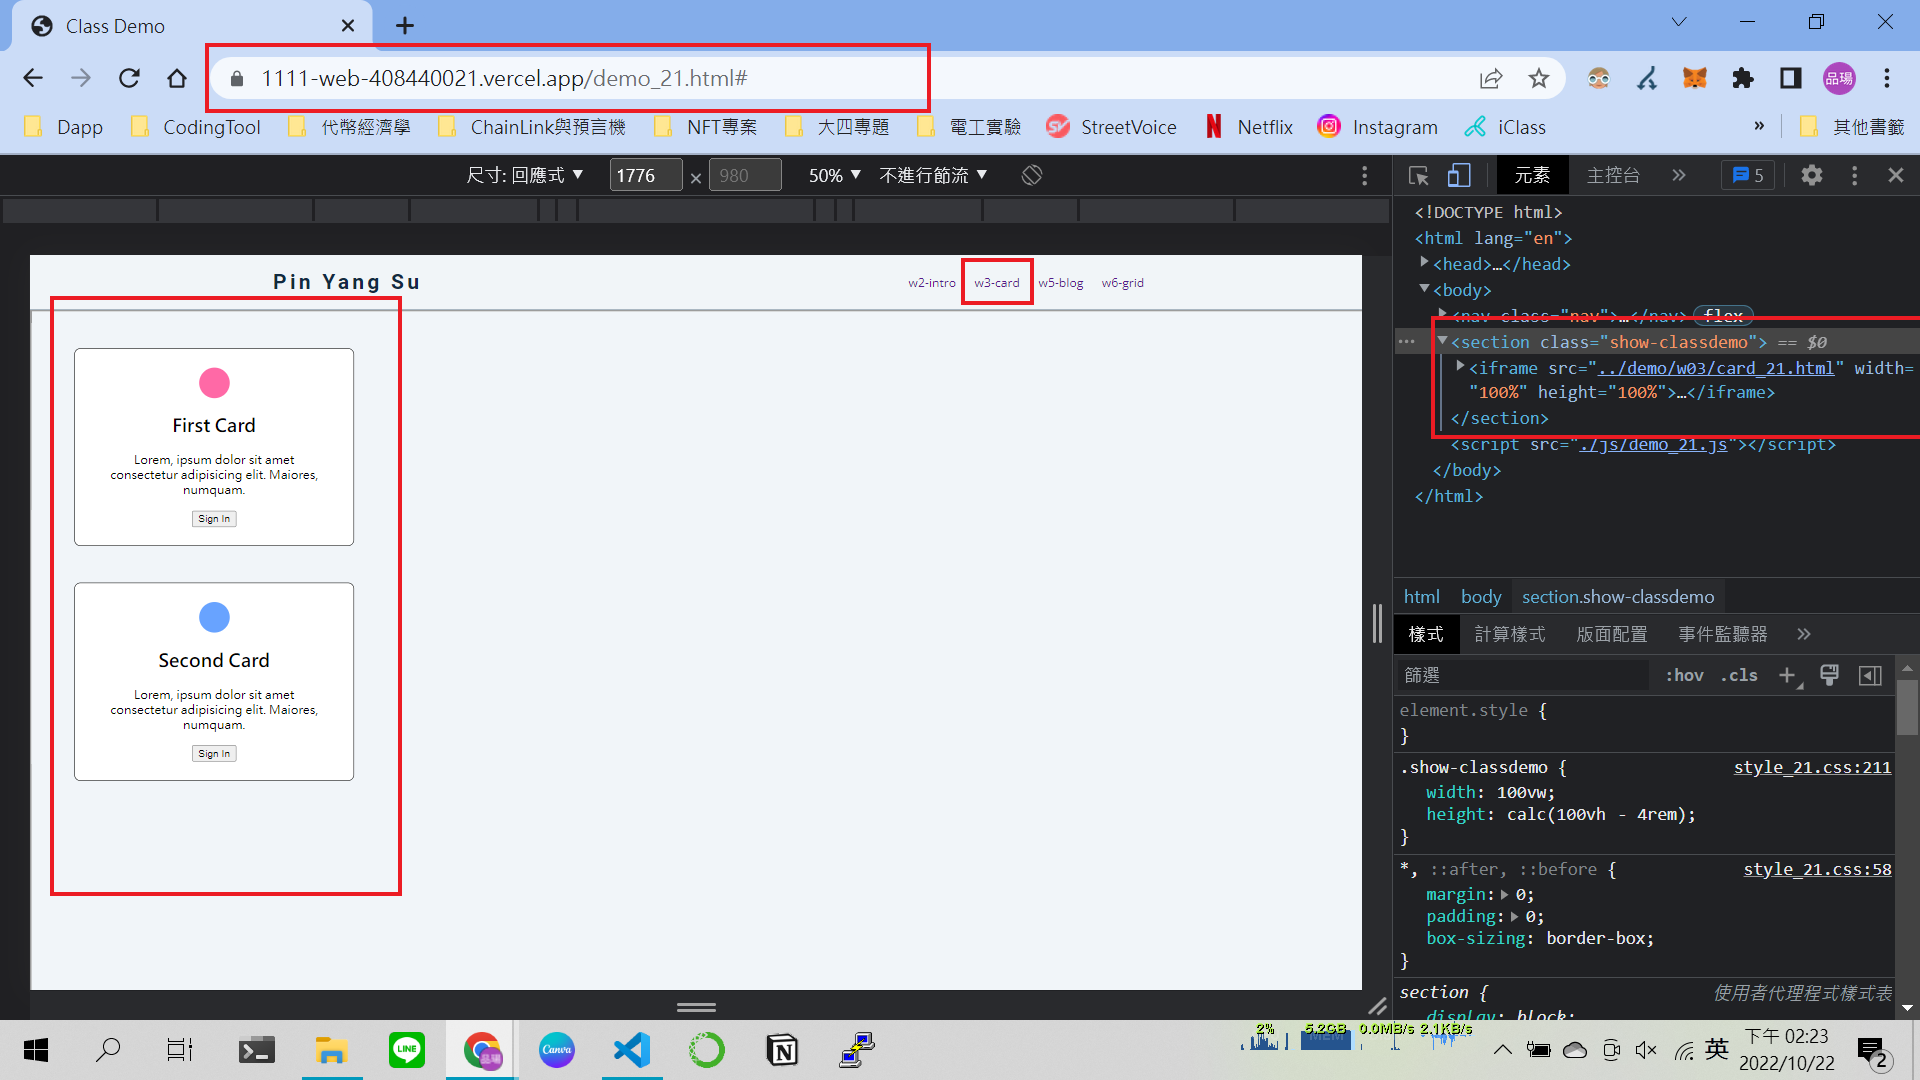 Class Demo
1111-web-408440021.vercel.app/demo_21.html#
品瑒
Dapp
CodingTool
代幣經濟學
ChainLink與預言機
NFT專案
大四專題
電工實驗
StreetVoice
Netflix
Instagram
iClass
»
其他書籤
尺寸: 回應式 ▼
1776 × 980
50% ▼
不進行節流 ▼
元素
主控台
»
5
<!DOCTYPE html>
<html lang="en">
<head>…</head>
<body>
<nav class="nav">…</nav> flex
<section class="show-classdemo"> == $0
<iframe src="../demo/w03/card_21.html" width=
"100%" height="100%">…</iframe>
</section>
<script src="./js/demo_21.js"></script>
</body>
</html>
Pin Yang Su
w2-intro
w3-card
w5-blog
w6-grid
First Card
Lorem, ipsum dolor sit amet
consectetur adipisicing elit. Maiores,
numquam.
Sign In
Second Card
Lorem, ipsum dolor sit amet
consectetur adipisicing elit. Maiores,
numquam.
Sign In
html body section.show-classdemo
樣式
計算樣式
版面配置
事件監聽器
»
篩選
:hov .cls
element.style {
}
.show-classdemo { style_21.css:211
width: 100vw;
height: calc(100vh - 4rem);
}
*, ::after, ::before { style_21.css:58
margin: 0;
padding: 0;
box-sizing: border-box;
}
section { 使用者代理程式樣式表
display: block;
LINE
品瑒
Canva
2% 5.2GB 0.0MB/s 2.1KB/s
MEM
英
下午 02:23
2022/10/22
2